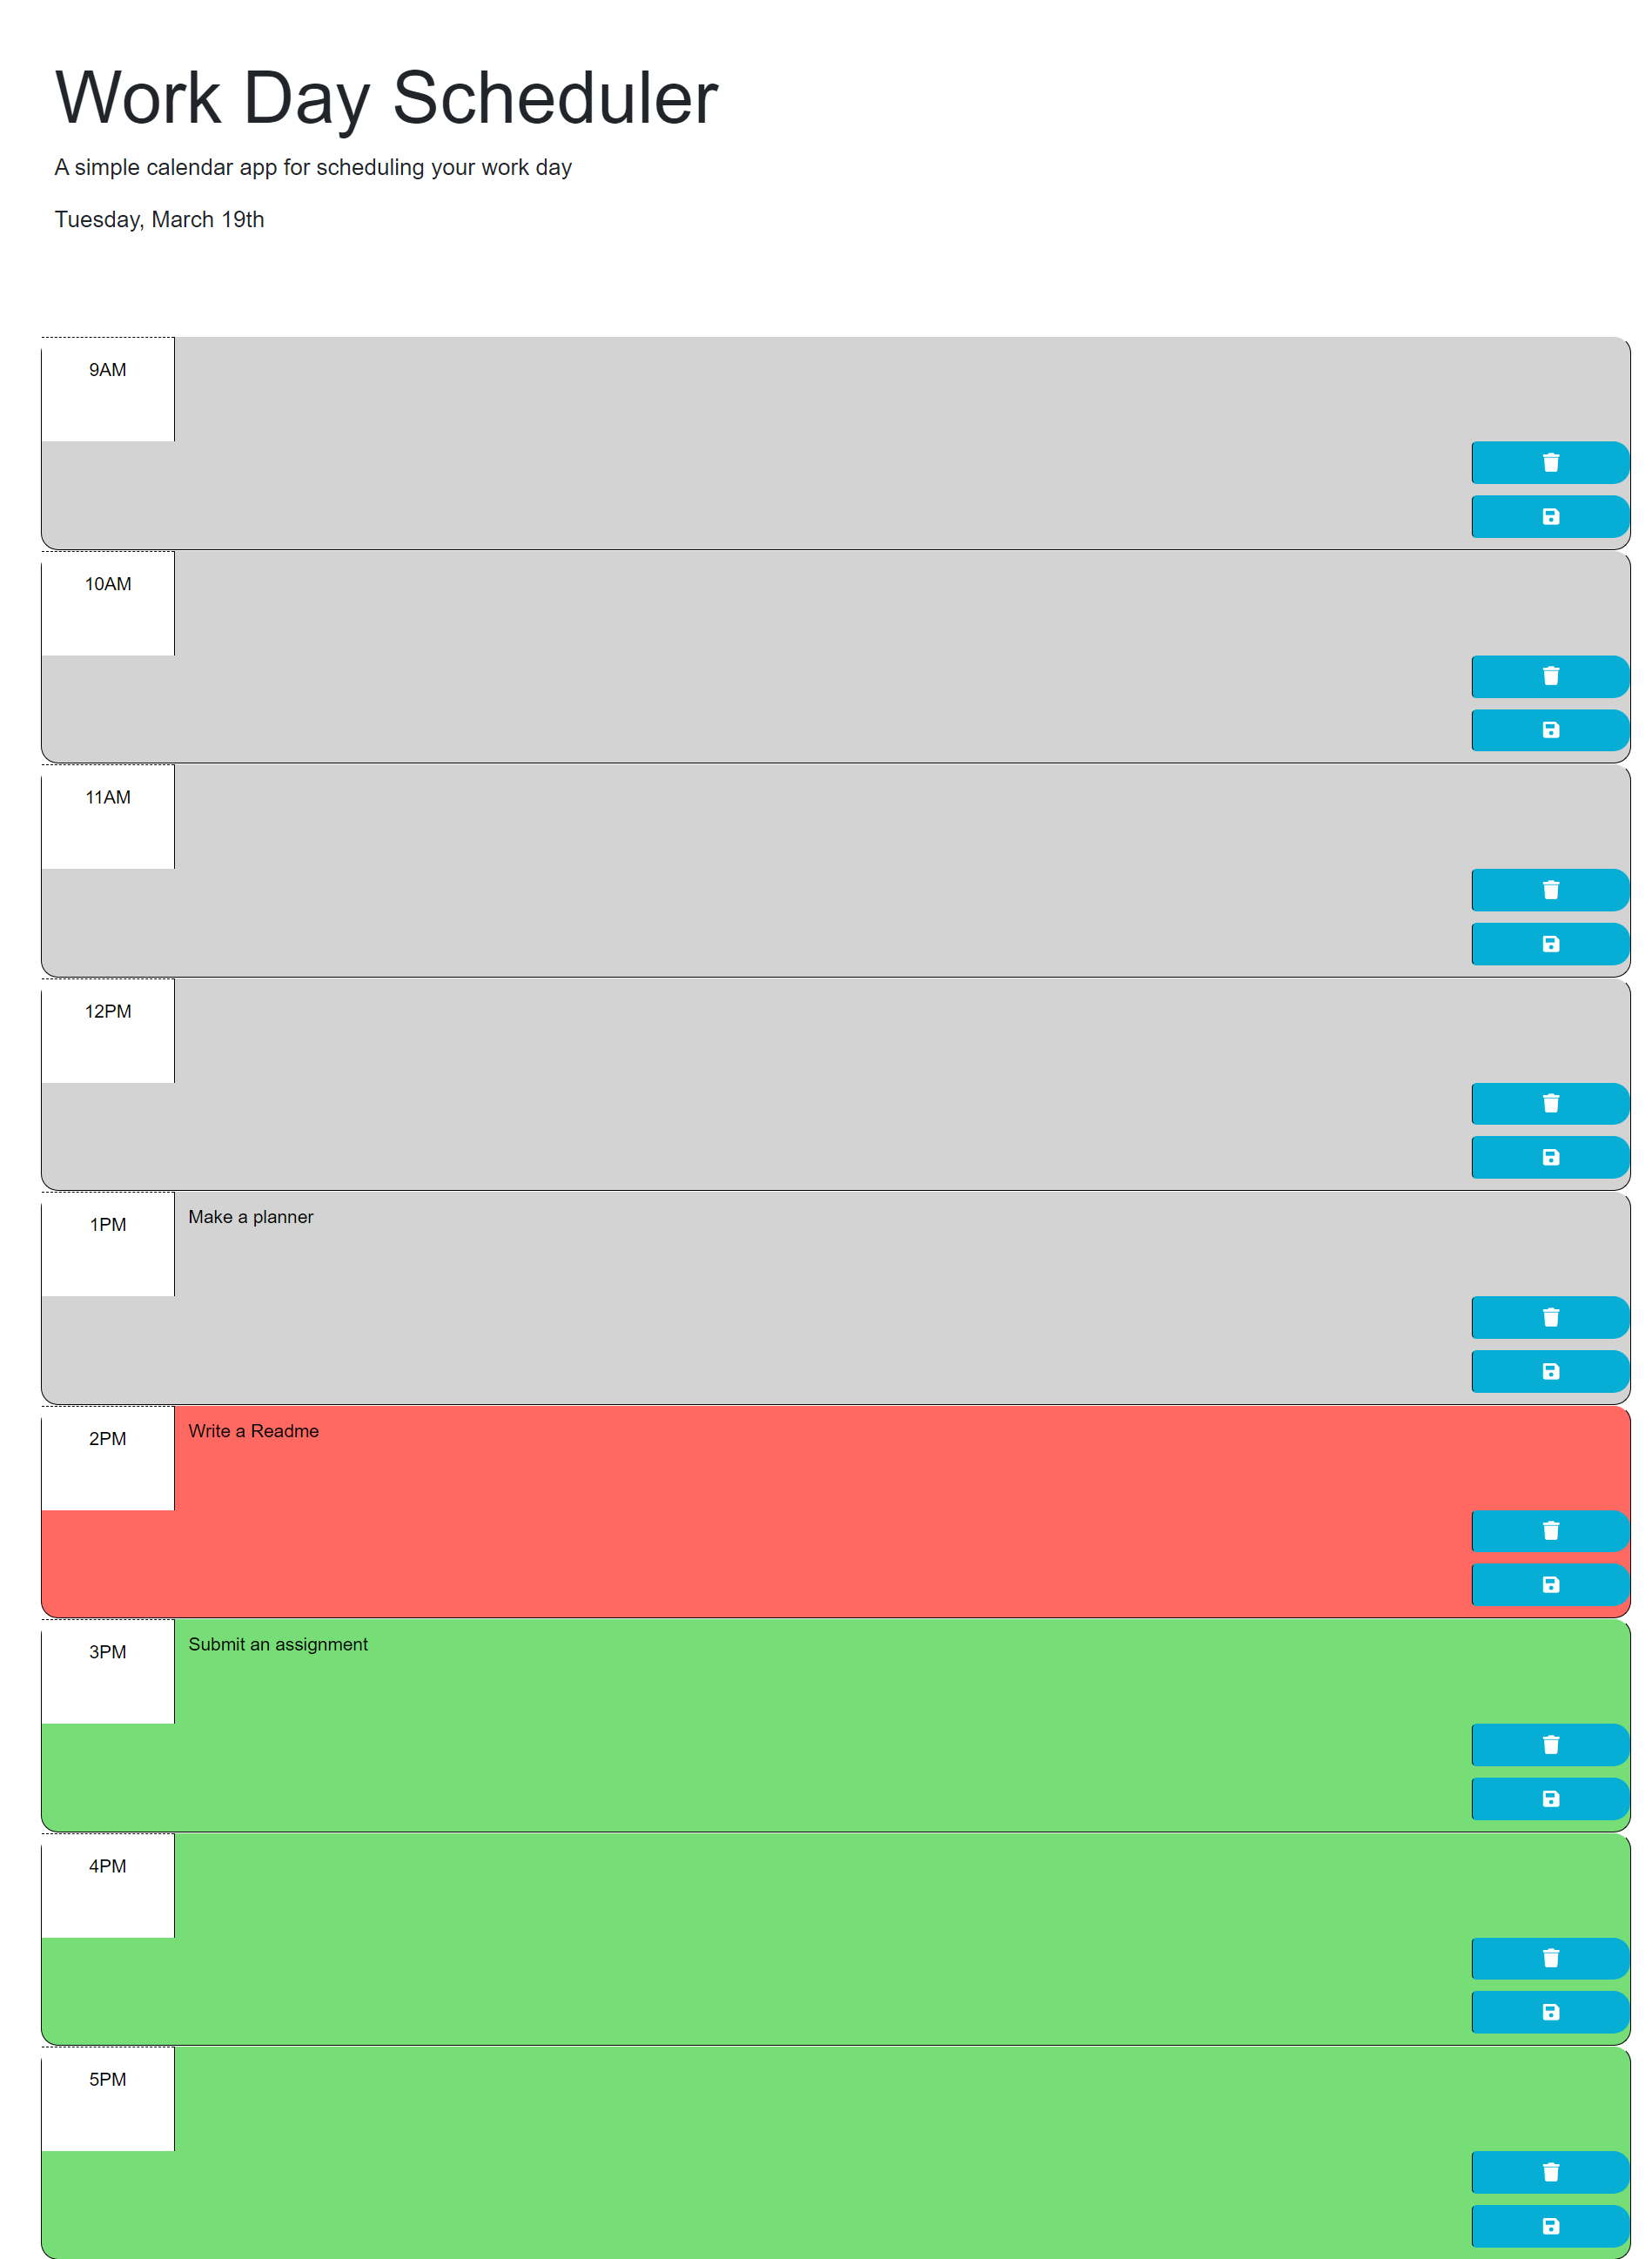 Work Day Scheduler
A simple calendar app for scheduling your work day
Tuesday, March 19th
9AM
10AM
11AM
12PM
1PM
Make a planner
2PM
Write a Readme
3PM
Submit an assignment
4PM
5PM